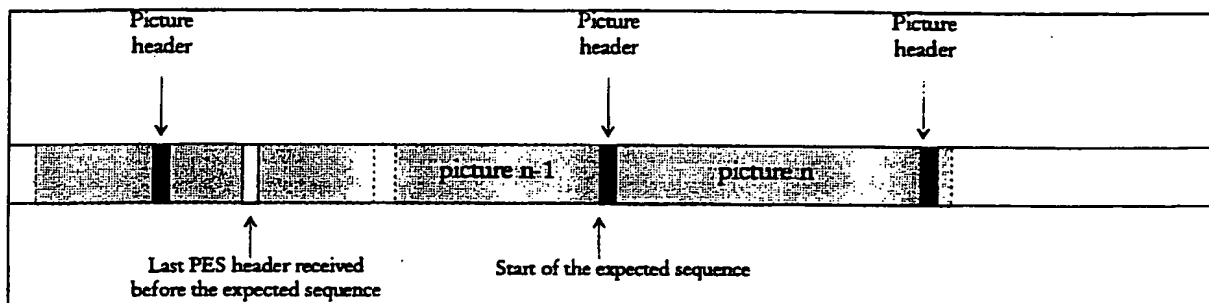 Picture
header
Picture
header
Picture
header
picture n-1
picture n
Last PES header received
before the expected sequence
Start of the expected sequence